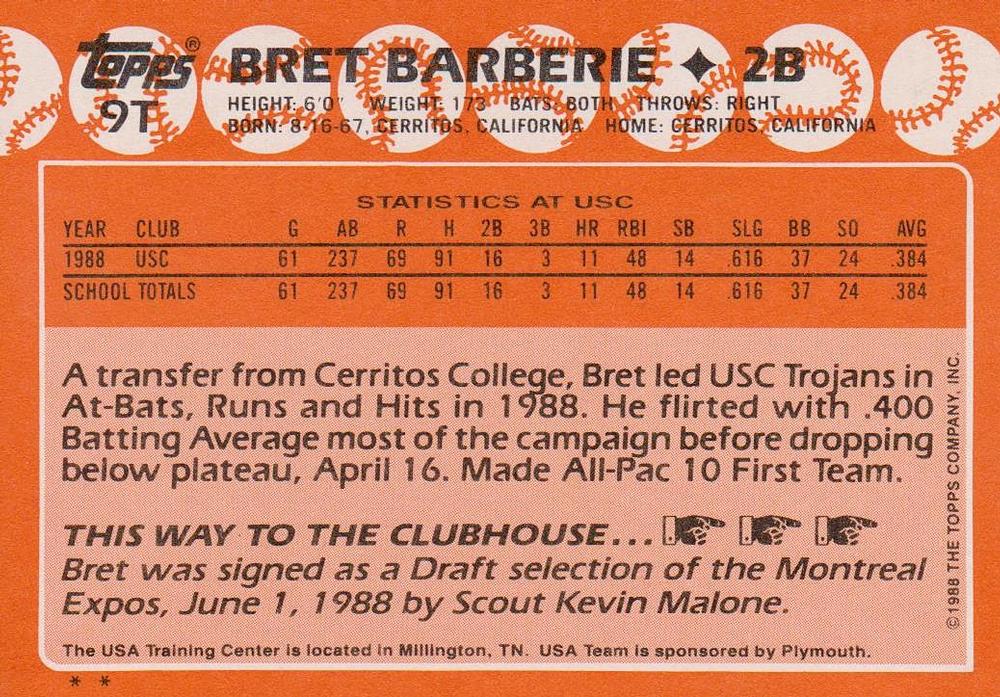 topps® BRET BARBERIE ✦ 2B
9T HEIGHT: 6'0" WEIGHT: 173 BATS: BOTH THROWS: RIGHT
BORN: 8-16-67, CERRITOS, CALIFORNIA HOME: CERRITOS, CALIFORNIA
STATISTICS AT USC
YEAR CLUB G AB R H 2B 3B HR RBI SB SLG BB SO AVG
1988 USC 61 237 69 91 16 3 11 48 14 .616 37 24 .384
SCHOOL TOTALS 61 237 69 91 16 3 11 48 14 .616 37 24 .384
A transfer from Cerritos College, Bret led USC Trojans in
At-Bats, Runs and Hits in 1988. He flirted with .400
Batting Average most of the campaign before dropping
below plateau, April 16. Made All-Pac 10 First Team.
THIS WAY TO THE CLUBHOUSE...
Bret was signed as a Draft selection of the Montreal
Expos, June 1, 1988 by Scout Kevin Malone.
The USA Training Center is located in Millington, TN. USA Team is sponsored by Plymouth.
©1988 THE TOPPS COMPANY, INC.
* *